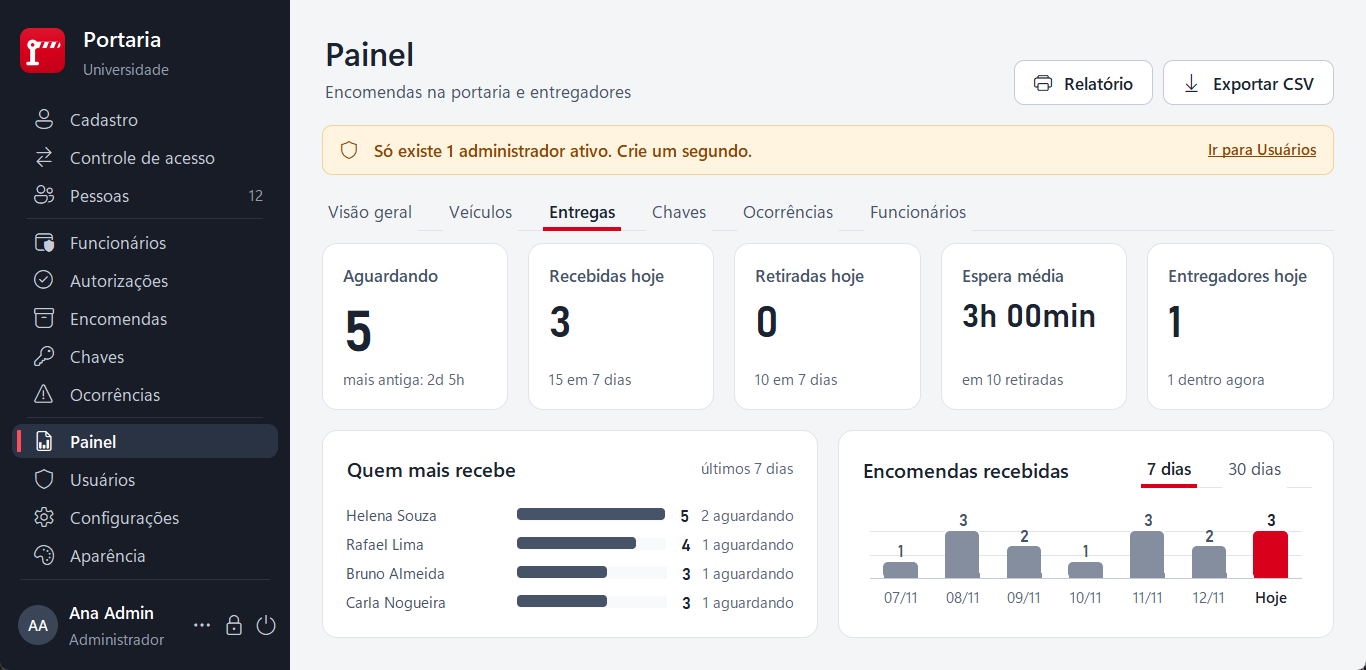 Portaria
Universidade
Cadastro
Controle de acesso
Pessoas 12
Funcionários
Autorizações
Encomendas
Chaves
Ocorrências
Painel
Usuários
Configurações
Aparência
AA
Ana Admin
Administrador
Painel
Encomendas na portaria e entregadores
Relatório
Exportar CSV
Só existe 1 administrador ativo. Crie um segundo.
Ir para Usuários
Visão geral Veículos Entregas Chaves Ocorrências Funcionários
Aguardando
5
mais antiga: 2d 5h
Recebidas hoje
3
15 em 7 dias
Retiradas hoje
0
10 em 7 dias
Espera média
3h 00min
em 10 retiradas
Entregadores hoje
1
1 dentro agora
Quem mais recebe últimos 7 dias
Helena Souza 5 2 aguardando
Rafael Lima 4 1 aguardando
Bruno Almeida 3 1 aguardando
Carla Nogueira 3 1 aguardando
Encomendas recebidas 7 dias 30 dias
1 3 2 1 3 2 3
07/11 08/11 09/11 10/11 11/11 12/11 Hoje